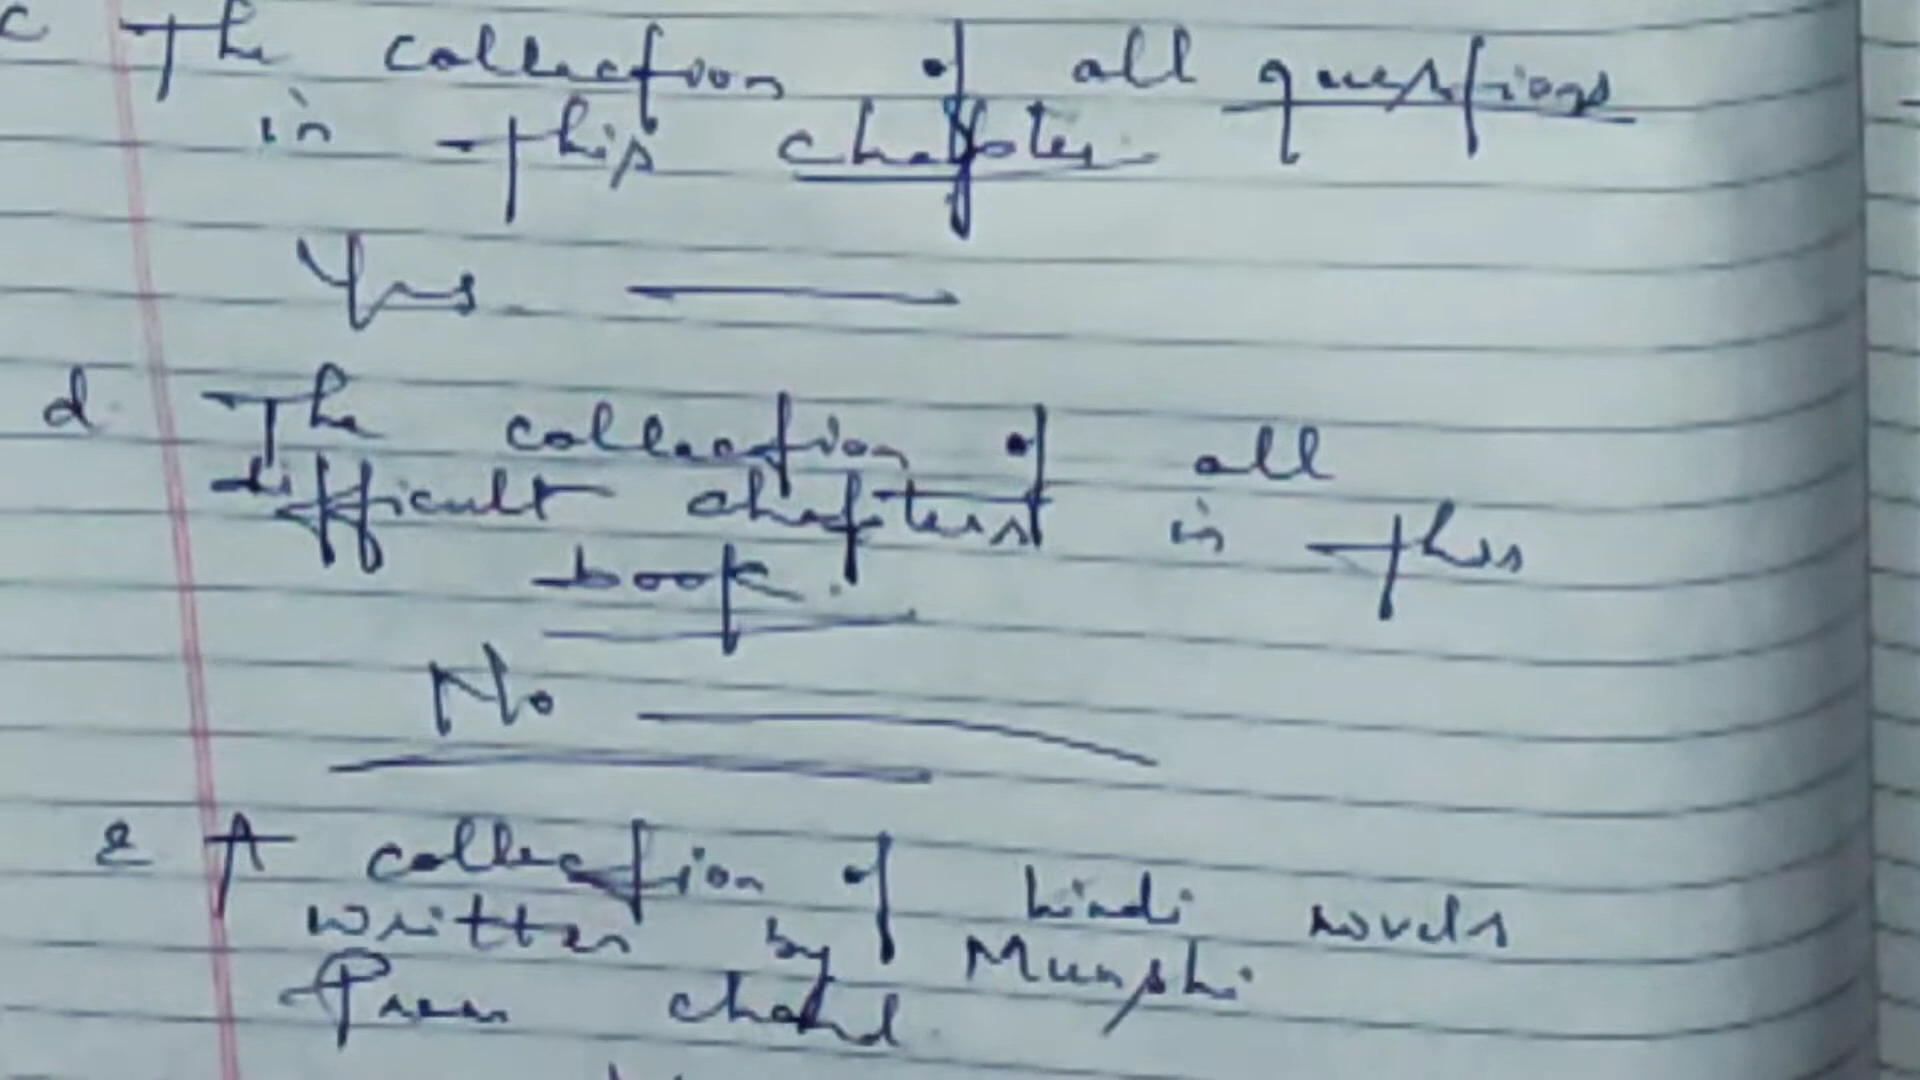 c The collection of all questions
in this chapter
Yes
d The collection of all
difficult chapters in this
book.
No
e A collection of hindi novels
written by Munshi
Prem chand